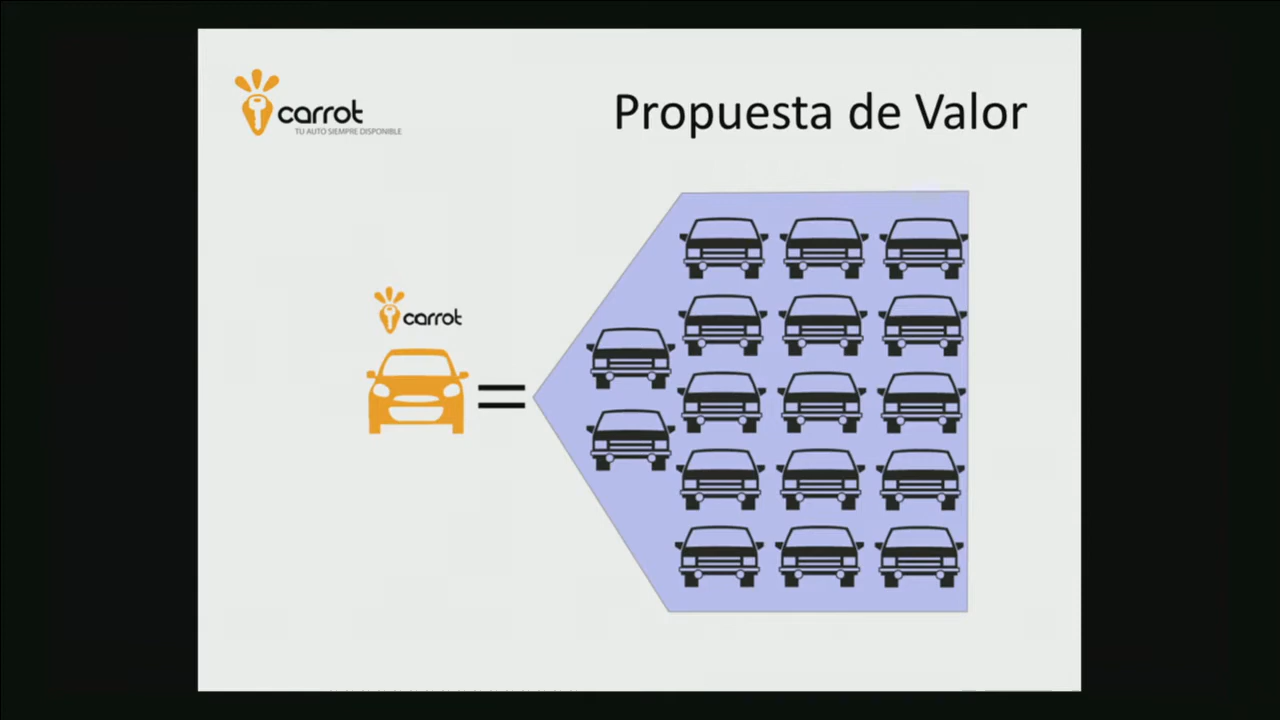 carrot
TU AUTO SIEMPRE DISPONIBLE
Propuesta de Valor
carrot
=